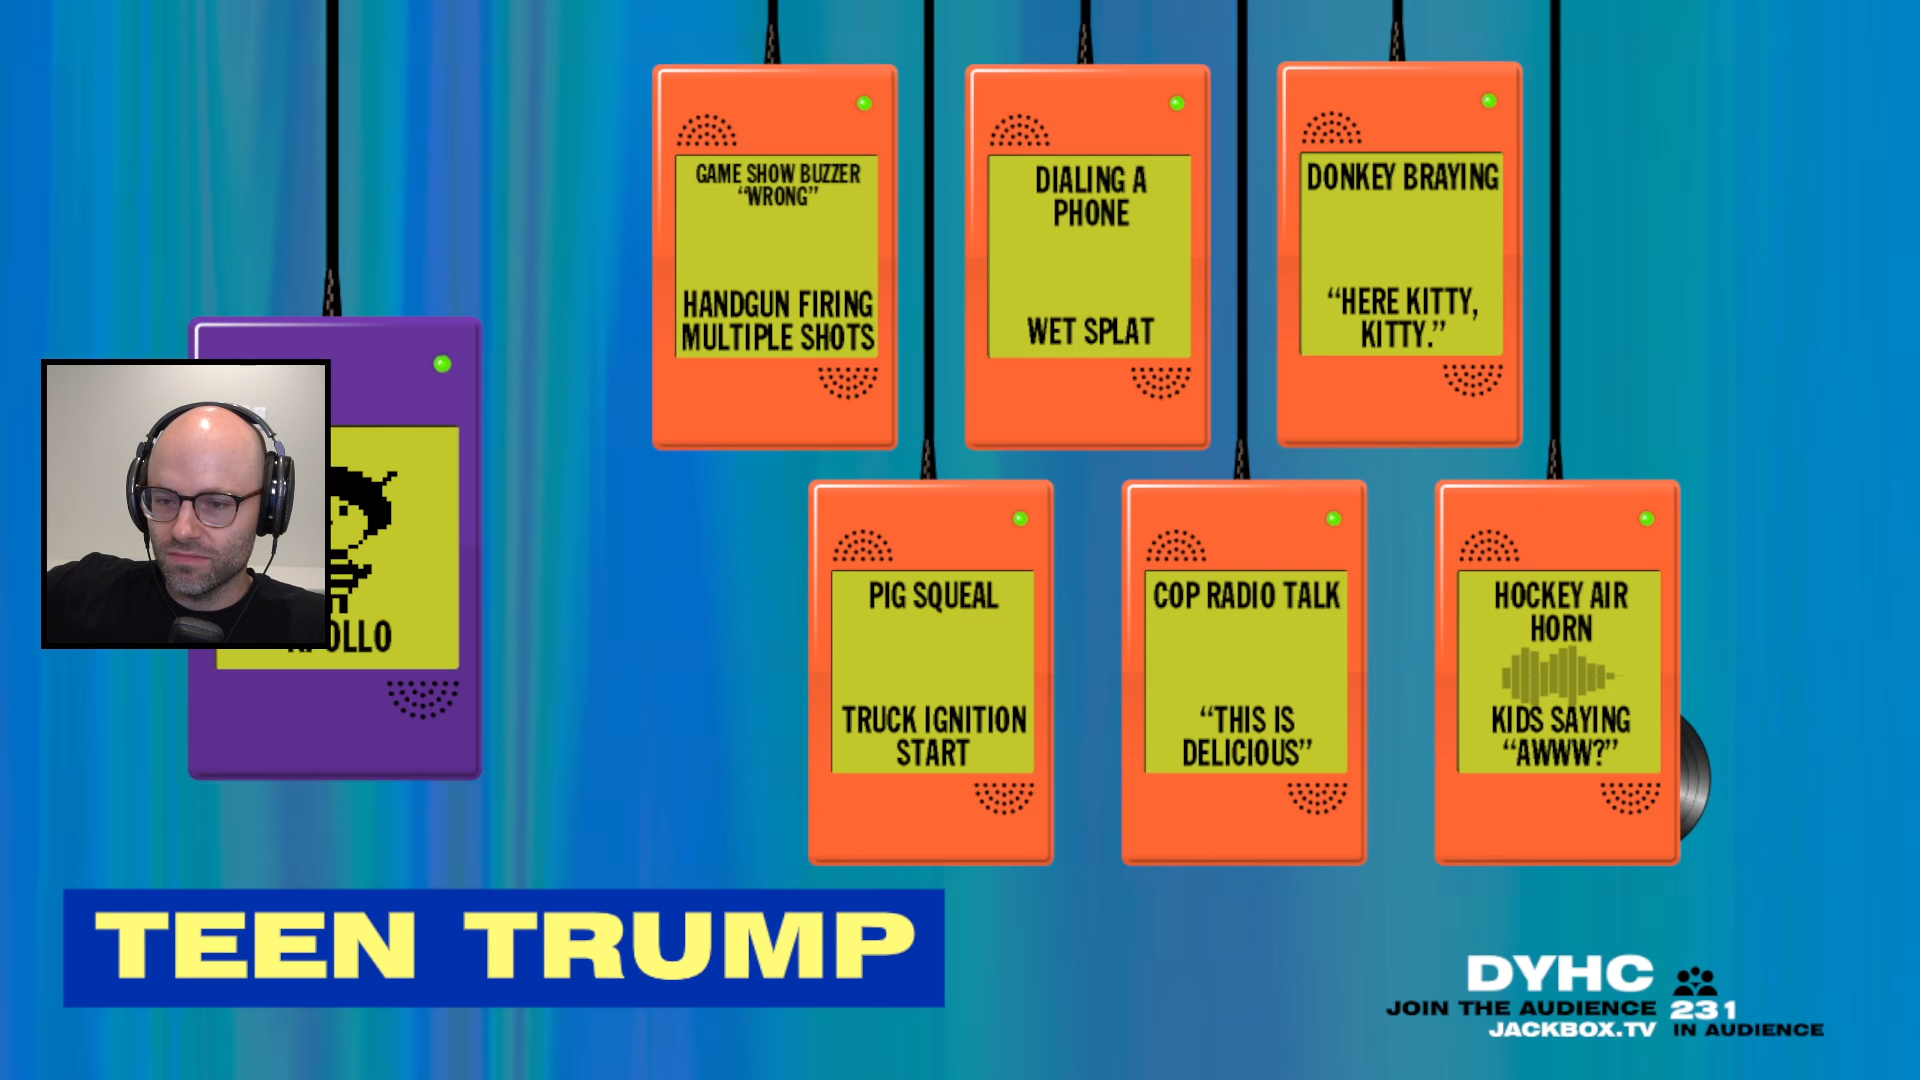 GAME SHOW BUZZER
“WRONG”
HANDGUN FIRING
MULTIPLE SHOTS
DIALING A
PHONE
WET SPLAT
DONKEY BRAYING
“HERE KITTY,
KITTY.”
PIG SQUEAL
TRUCK IGNITION
START
COP RADIO TALK
“THIS IS
DELICIOUS”
HOCKEY AIR
HORN
KIDS SAYING
“AWWW?”
TEEN TRUMP
DYHC
JOIN THE AUDIENCE 231
JACKBOX.TV IN AUDIENCE